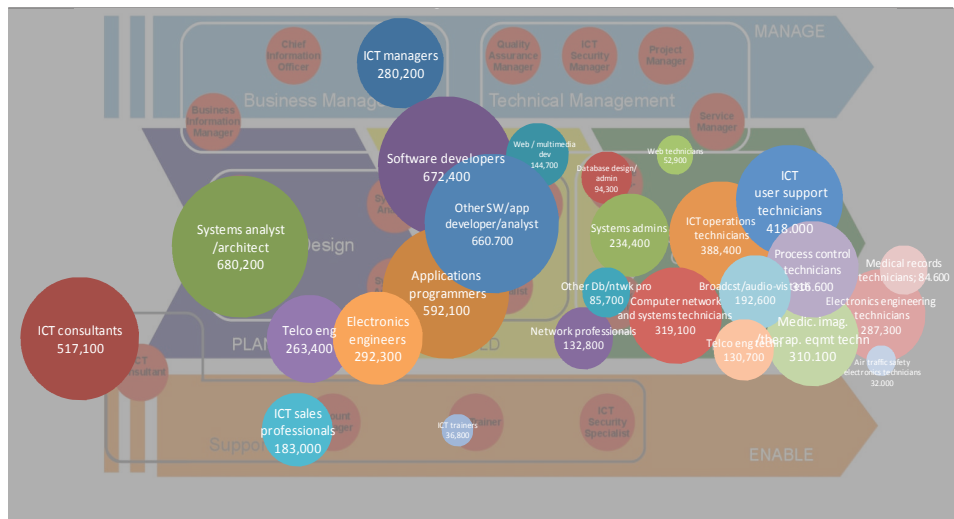 MANAGE
Chief
Information
Officer
ICT managers
280,200
Quality
Assurance
Manager
ICT
Security
Manager
Project
Manager
Business
Technical Management
Business
Information
Manager
Service
Manager
Software developers
672,400
Web / multimedia
dev
144,700
Web technicians
52,900
Database design/
admin
94,300
ICT
user support
technicians
418.000
Systems analyst
/architect
680,200
Design
Other SW/app
developer/analyst
660.700
Systems admins
234,400
ICT operations
technicians
388,400
Process control
technicians
316.600
Medical records
technicians; 84.600
Applications
programmers
592,100
Other Db/ntwk pro
85,700
Computer network
and systems technicians
319,100
192,600
Electronics engineering
technicians
287,300
ICT consultants
517,100
PLAN
Telco eng
263,400
Electronics
engineers
292,300
Network professionals
132,800
130,700
Medic. imag.
/therap. eqmt techn
310.100
Air traffic safety
electronics technicians
32.000
ICT sales
professionals
183,000
ICT trainers
36,800
Trainer
ICT
Security
Specialist
ENABLE